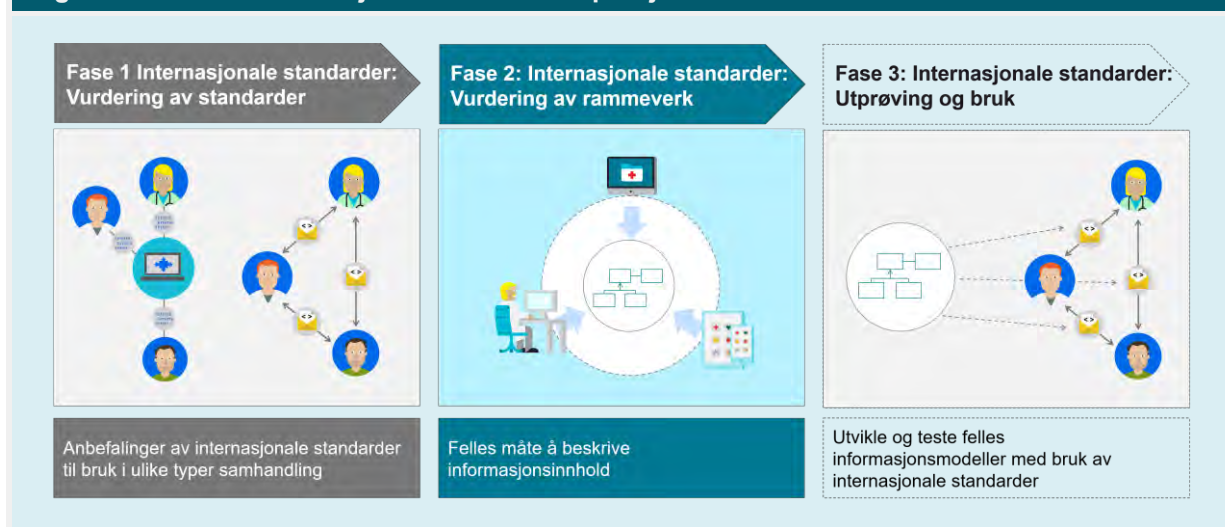 Fase 1 Internasjonale standarder:
Vurdering av standarder
Fase 2: Internasjonale standarder:
Vurdering av rammeverk
Fase 3: Internasjonale standarder:
Utprøving og bruk
Anbefalinger av internasjonale standarder
til bruk i ulike typer samhandling
Felles måte å beskrive
informasjonsinnhold
Utvikle og teste felles
informasjonsmodeller med bruk av
internasjonale standarder